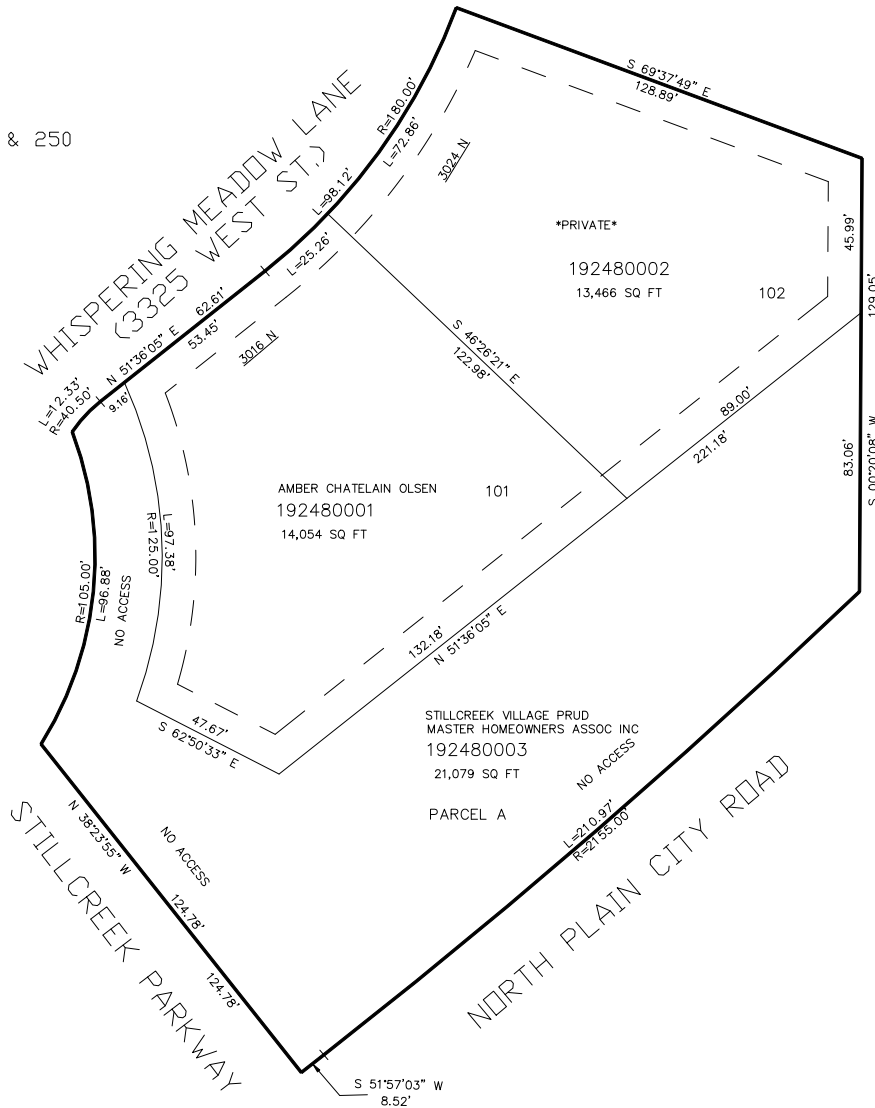 & 250
WHISPERING MEADOW LANE
(3325 WEST ST.)
S 69°37'49" E
128.89'
R=180.00'
L=72.86'
3024 N
L=98.12'
L=25.26'
*PRIVATE*
192480002
13,466 SQ FT
102
45.99'
129.05'
S 00°20'08" W
83.06'
62.61'
N 51°36'05" E
53.45'
3016 N
9.16'
L=12.33'
R=40.50'
S 46°26'21" E
122.98'
89.00'
221.18'
AMBER CHATELAIN OLSEN
192480001
14,054 SQ FT
101
L=97.38'
R=125.00'
R=105.00'
L=96.88'
NO ACCESS
132.18'
N 51°36'05" E
47.67'
S 62°50'33" E
STILLCREEK VILLAGE PRUD
MASTER HOMEOWNERS ASSOC INC
192480003
21,079 SQ FT
PARCEL A
NO ACCESS
L=210.97'
R=2155.00'
NORTH PLAIN CITY ROAD
N 38°23'55" W
NO ACCESS
124.78'
124.78'
STILLCREEK PARKWAY
S 51°57'03" W
8.52'